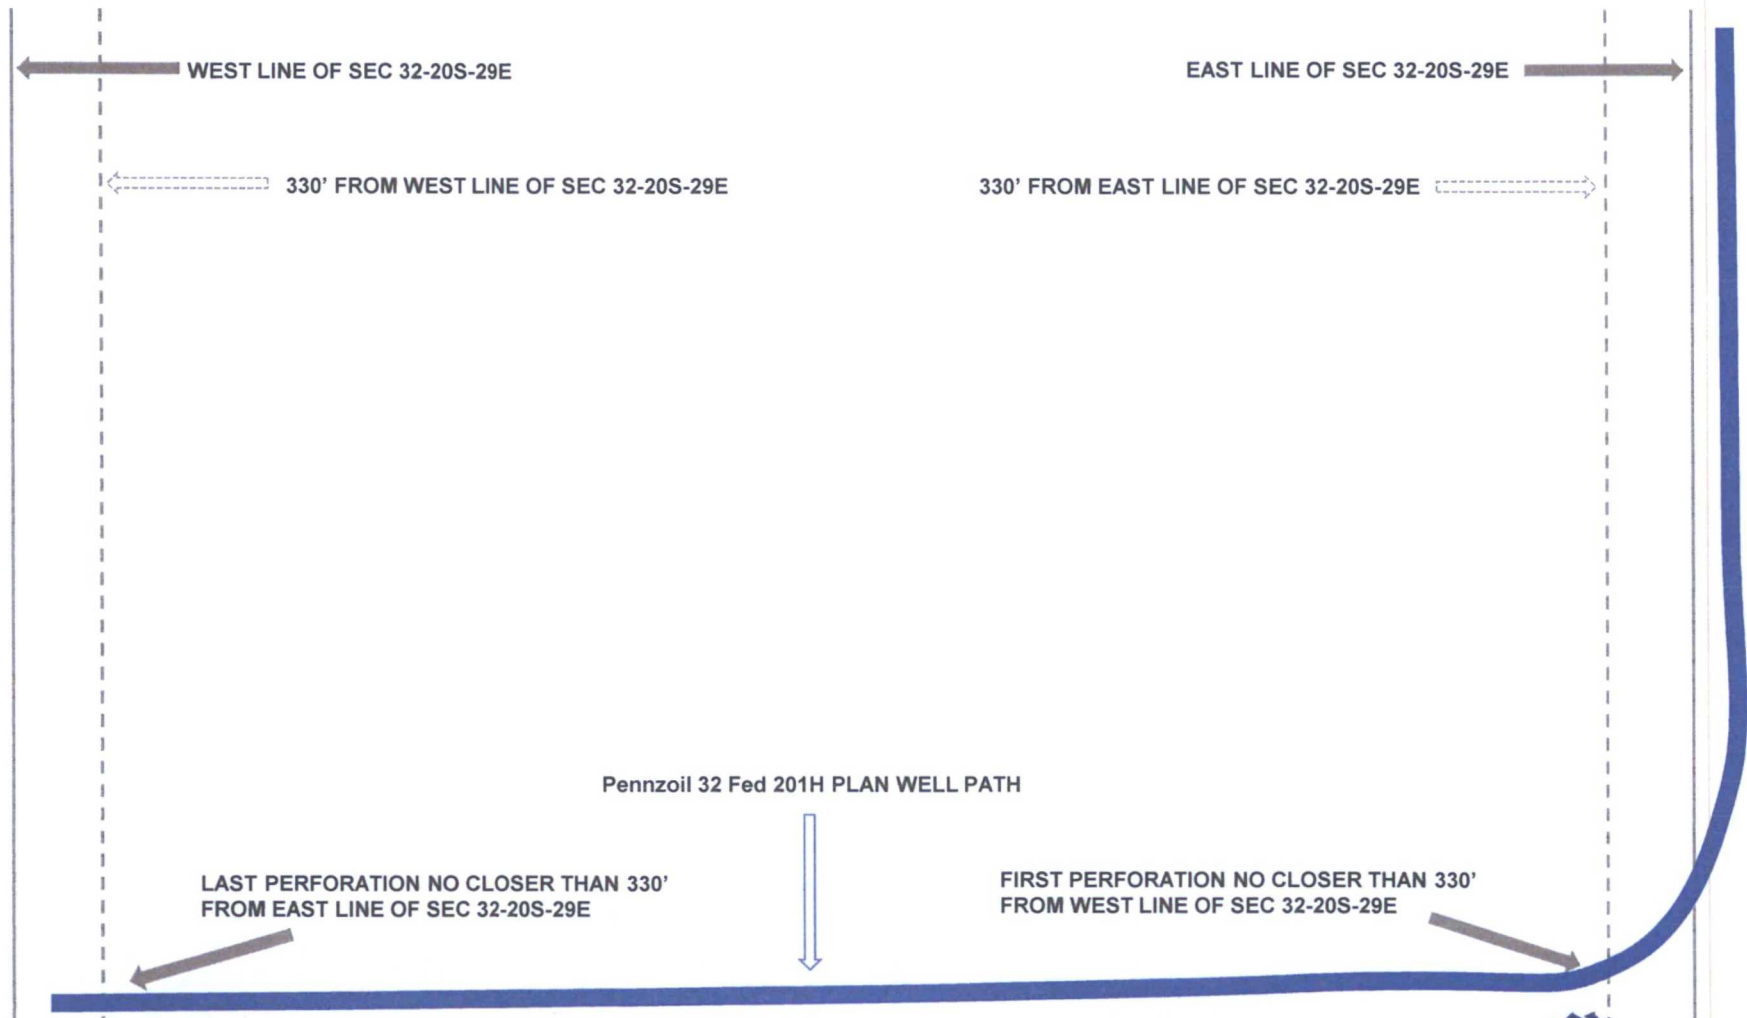 WEST LINE OF SEC 32-20S-29E
EAST LINE OF SEC 32-20S-29E
330’ FROM WEST LINE OF SEC 32-20S-29E
330’ FROM EAST LINE OF SEC 32-20S-29E
Pennzoil 32 Fed 201H PLAN WELL PATH
LAST PERFORATION NO CLOSER THAN 330’
FROM EAST LINE OF SEC 32-20S-29E
FIRST PERFORATION NO CLOSER THAN 330’
FROM WEST LINE OF SEC 32-20S-29E